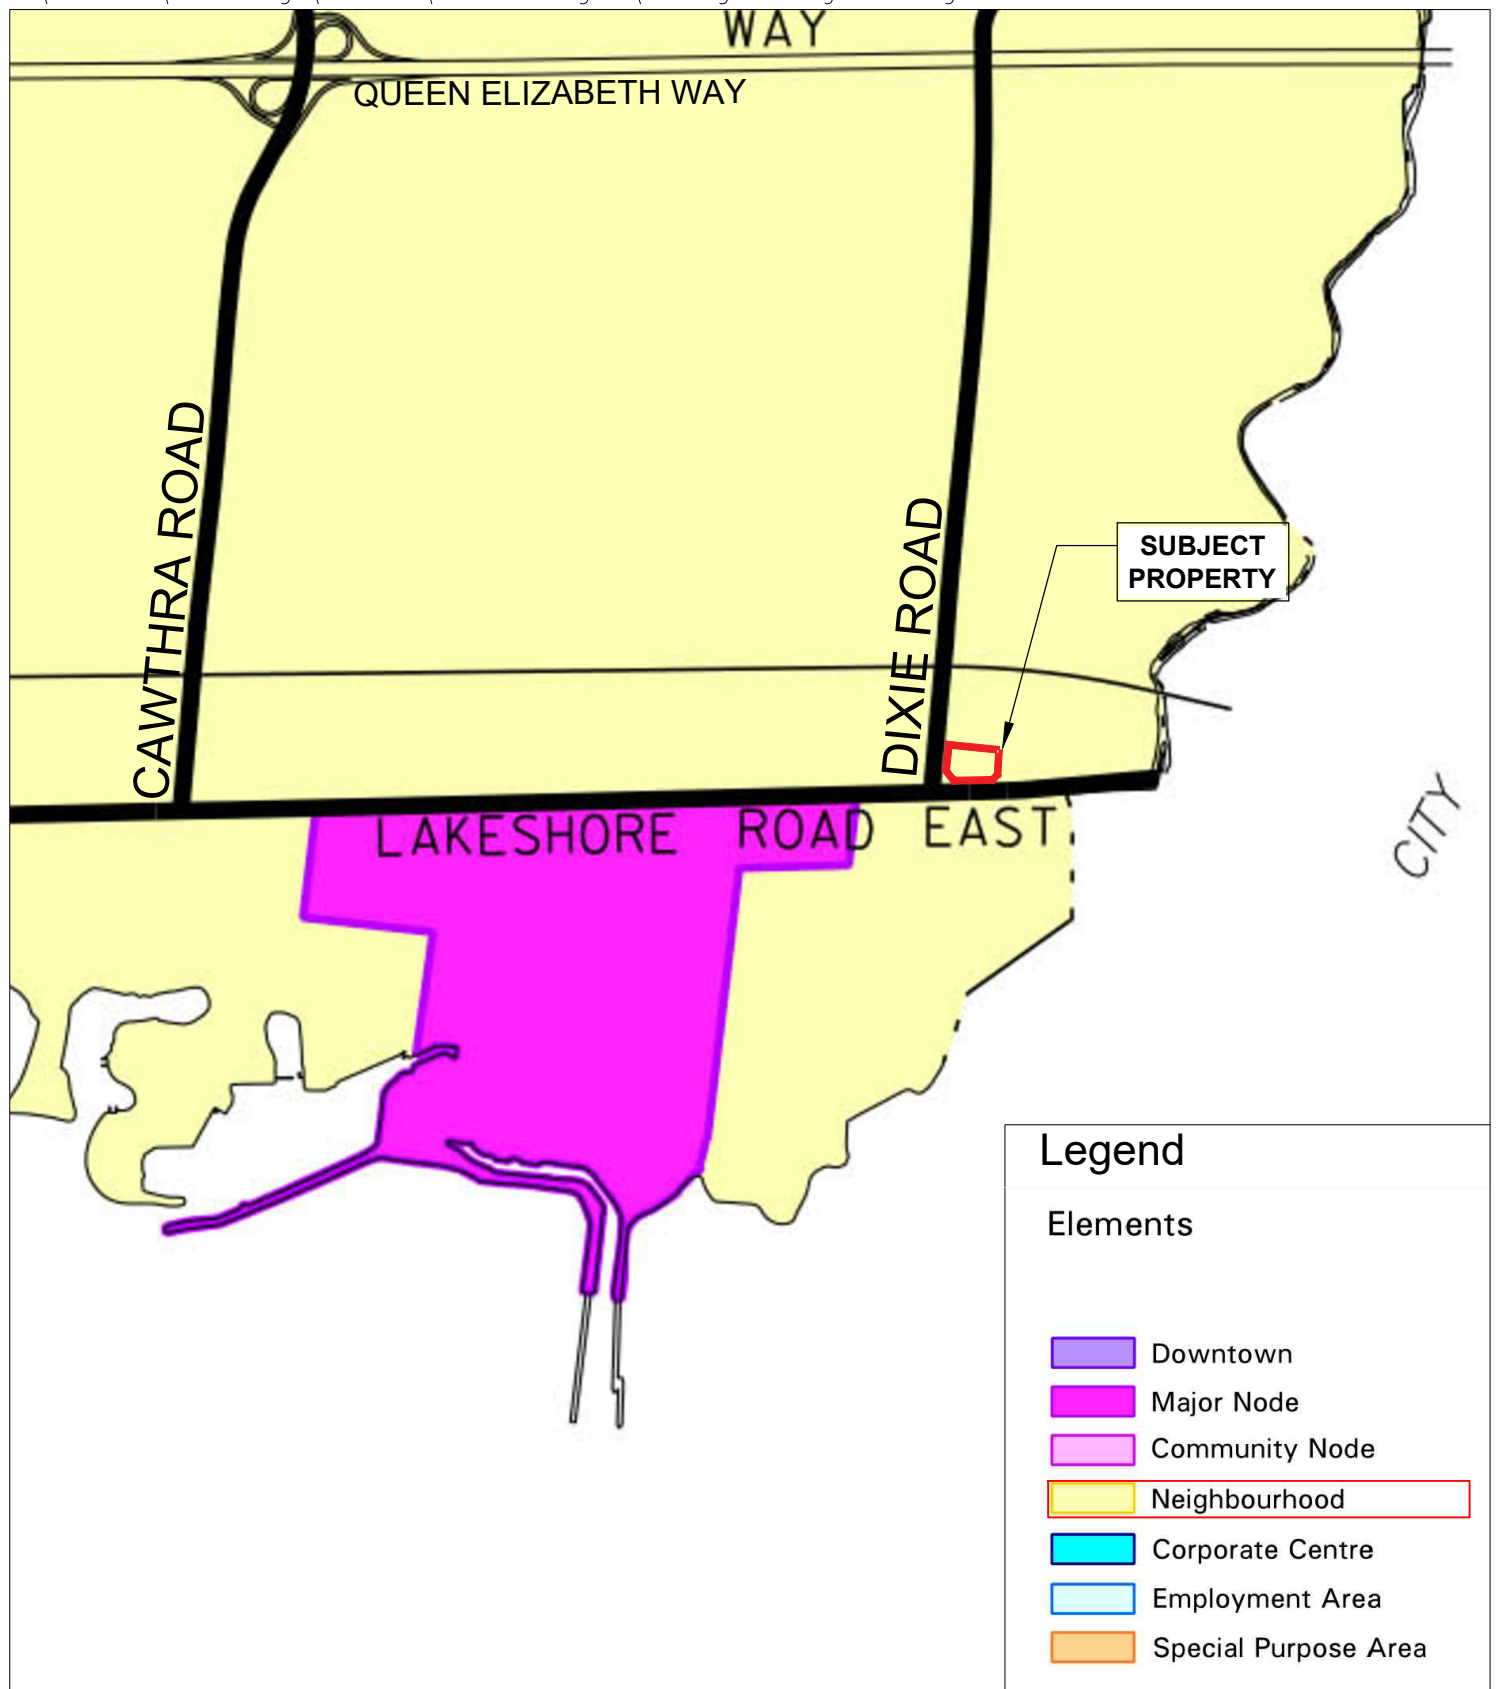 WAY
QUEEN ELIZABETH WAY
CAWTHRA ROAD
DIXIE ROAD
SUBJECT
PROPERTY
LAKESHORE ROAD EAST
CITY
Legend
Elements
Downtown
Major Node
Community Node
Neighbourhood
Corporate Centre
Employment Area
Special Purpose Area